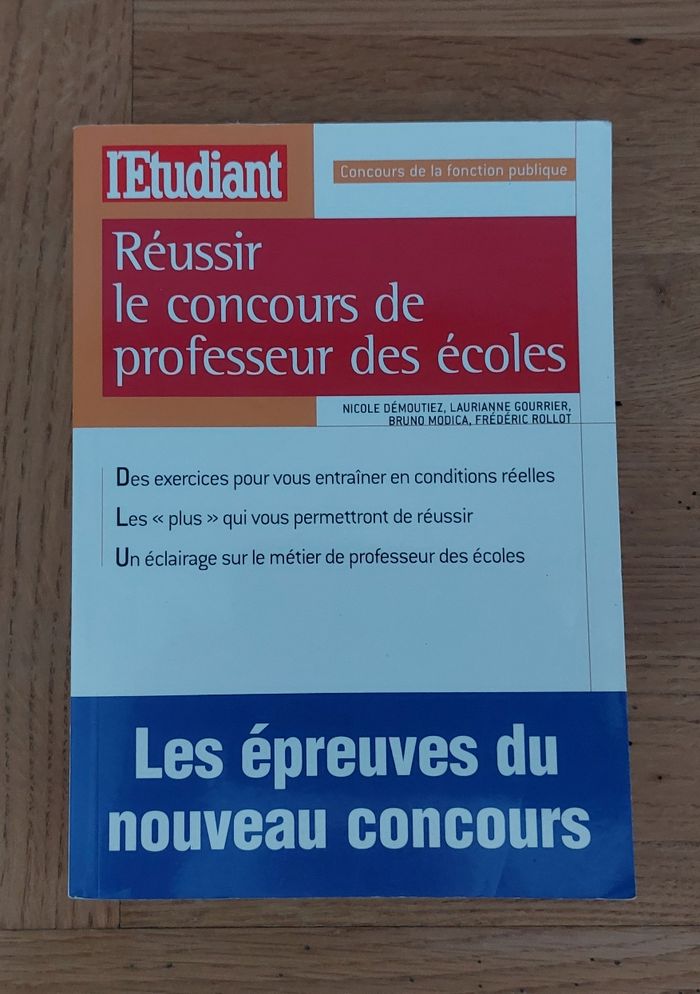 l'Etudiant
Concours de la fonction publique
Réussir
le concours de
professeur des écoles
NICOLE DÉMOUTIEZ, LAURIANNE GOURRIER,
BRUNO MODICA, FRÉDÉRIC ROLLOT
Des exercices pour vous entraîner en conditions réelles
Les « plus » qui vous permettront de réussir
Un éclairage sur le métier de professeur des écoles
Les épreuves du
nouveau concours